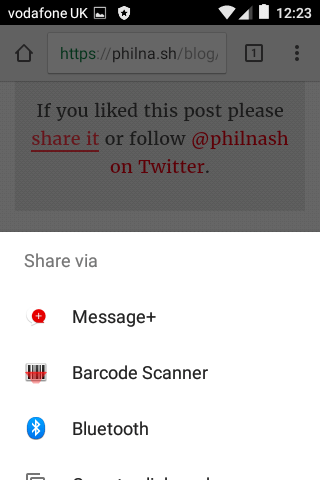 vodafone UK 12:23
https://philna.sh/blog/ 1
If you liked this post please
share it or follow @philnash
on Twitter.
Share via
Message+
Barcode Scanner
Bluetooth